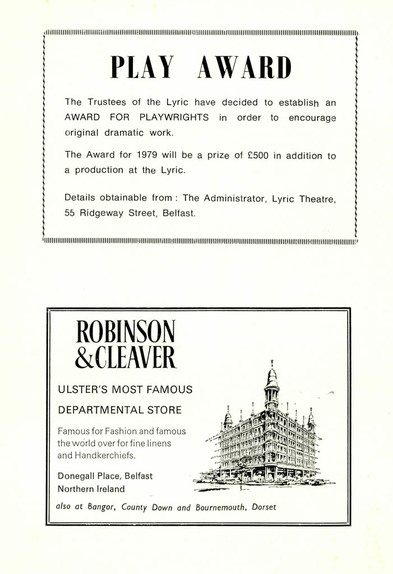 PLAY AWARD
The Trustees of the Lyric have decided to establish an
AWARD FOR PLAYWRIGHTS in order to encourage
original dramatic work.
The Award for 1979 will be a prize of £500 in addition to
a production at the Lyric.
Details obtainable from : The Administrator, Lyric Theatre,
55 Ridgeway Street, Belfast.
ROBINSON
&CLEAVER
ULSTER'S MOST FAMOUS
DEPARTMENTAL STORE
Famous for Fashion and famous
the world over for fine linens
and Handkerchiefs.
Donegall Place, Belfast
Northern Ireland
also at Bangor, County Down and Bournemouth, Dorset